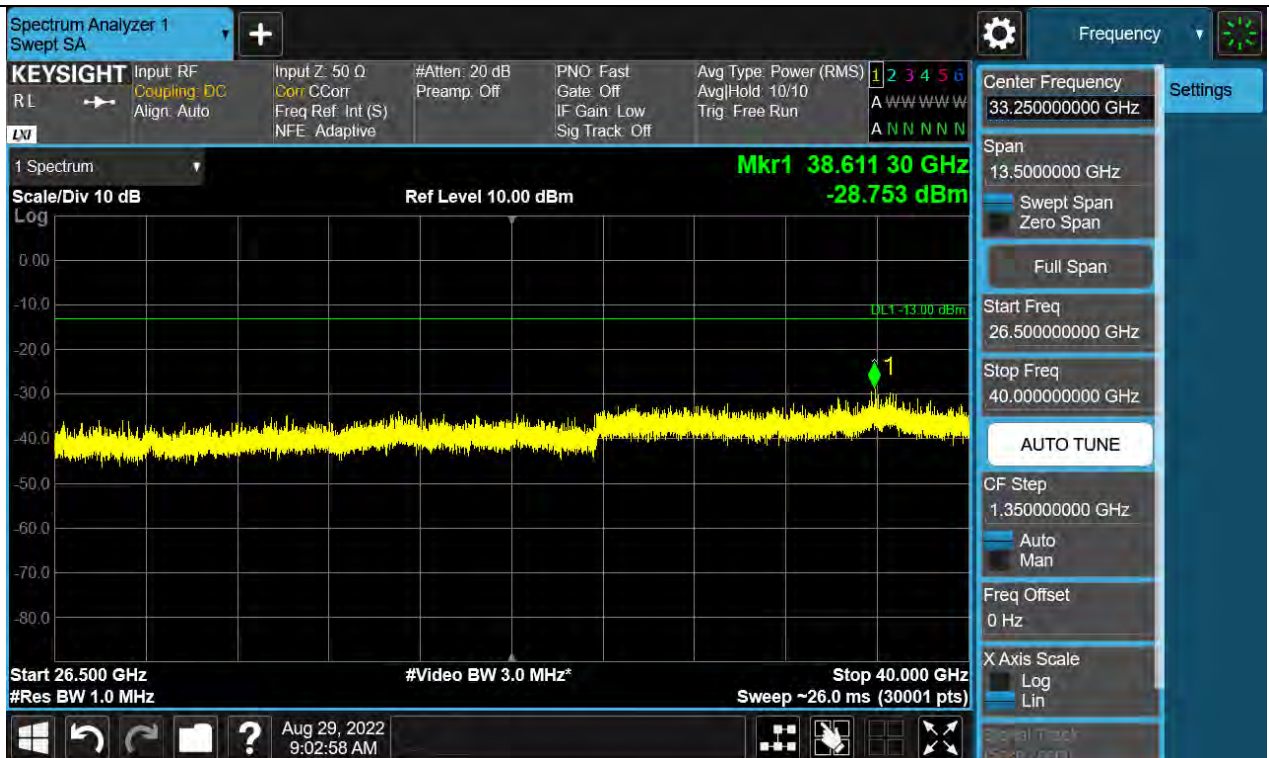 Spectrum Analyzer 1
Swept SA
+
Frequency
KEYSIGHT
RL
LXI
Input: RF
Coupling: DC
Align: Auto
Input Z: 50 Ω
Corr CCorr
Freq Ref: Int (S)
NFE: Adaptive
#Atten: 20 dB
Preamp: Off
PNO: Fast
Gate: Off
IF Gain: Low
Sig Track: Off
Avg Type: Power (RMS)
Avg|Hold: 10/10
Trig: Free Run
1 2 3 4 5 6
A W W W W W
A N N N N N
1 Spectrum
Mkr1 38.611 30 GHz
Scale/Div 10 dB
Ref Level 10.00 dBm
-28.753 dBm
Log
0.00
-10.0
DL1 -13.00 dBm
-20.0
1
-30.0
-40.0
-50.0
-60.0
-70.0
-80.0
Start 26.500 GHz
#Video BW 3.0 MHz*
Stop 40.000 GHz
#Res BW 1.0 MHz
Sweep ~26.0 ms (30001 pts)
?
Aug 29, 2022
9:02:58 AM
Center Frequency
33.250000000 GHz
Settings
Span
13.5000000 GHz
Swept Span
Zero Span
Full Span
Start Freq
26.500000000 GHz
Stop Freq
40.000000000 GHz
AUTO TUNE
CF Step
1.350000000 GHz
Auto
Man
Freq Offset
0 Hz
X Axis Scale
Log
Lin
Signal Track